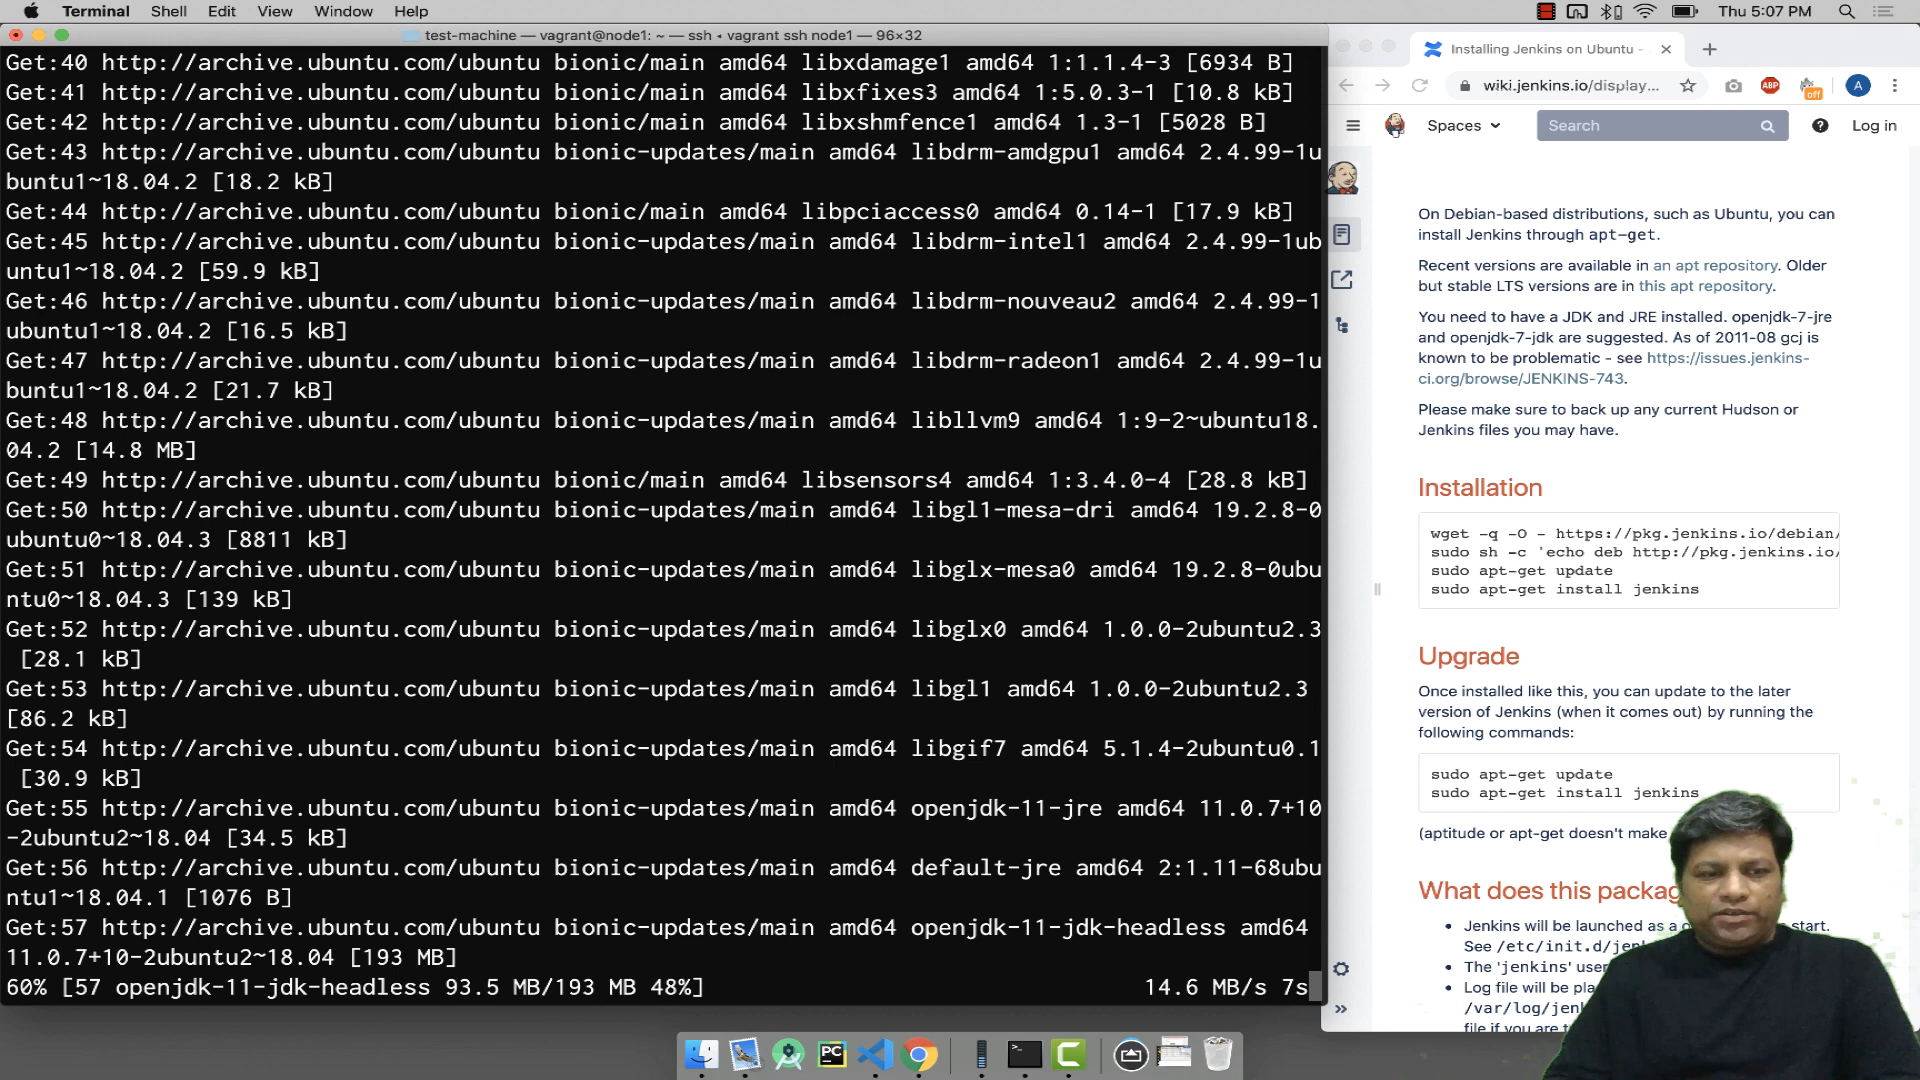 Terminal Shell Edit View Window Help
Thu 5:07 PM
test-machine — vagrant@node1: ~ — ssh ◂ vagrant ssh node1 — 96×32
Get:40 http://archive.ubuntu.com/ubuntu bionic/main amd64 libxdamage1 amd64 1:1.1.4-3 [6934 B]
Get:41 http://archive.ubuntu.com/ubuntu bionic/main amd64 libxfixes3 amd64 1:5.0.3-1 [10.8 kB]
Get:42 http://archive.ubuntu.com/ubuntu bionic/main amd64 libxshmfence1 amd64 1.3-1 [5028 B]
Get:43 http://archive.ubuntu.com/ubuntu bionic-updates/main amd64 libdrm-amdgpu1 amd64 2.4.99-1u
buntu1~18.04.2 [18.2 kB]
Get:44 http://archive.ubuntu.com/ubuntu bionic/main amd64 libpciaccess0 amd64 0.14-1 [17.9 kB]
Get:45 http://archive.ubuntu.com/ubuntu bionic-updates/main amd64 libdrm-intel1 amd64 2.4.99-1ub
untu1~18.04.2 [59.9 kB]
Get:46 http://archive.ubuntu.com/ubuntu bionic-updates/main amd64 libdrm-nouveau2 amd64 2.4.99-1
ubuntu1~18.04.2 [16.5 kB]
Get:47 http://archive.ubuntu.com/ubuntu bionic-updates/main amd64 libdrm-radeon1 amd64 2.4.99-1u
buntu1~18.04.2 [21.7 kB]
Get:48 http://archive.ubuntu.com/ubuntu bionic-updates/main amd64 libllvm9 amd64 1:9-2~ubuntu18.
04.2 [14.8 MB]
Get:49 http://archive.ubuntu.com/ubuntu bionic/main amd64 libsensors4 amd64 1:3.4.0-4 [28.8 kB]
Get:50 http://archive.ubuntu.com/ubuntu bionic-updates/main amd64 libgl1-mesa-dri amd64 19.2.8-0
ubuntu0~18.04.3 [8811 kB]
Get:51 http://archive.ubuntu.com/ubuntu bionic-updates/main amd64 libglx-mesa0 amd64 19.2.8-0ubu
ntu0~18.04.3 [139 kB]
Get:52 http://archive.ubuntu.com/ubuntu bionic-updates/main amd64 libglx0 amd64 1.0.0-2ubuntu2.3
[28.1 kB]
Get:53 http://archive.ubuntu.com/ubuntu bionic-updates/main amd64 libgl1 amd64 1.0.0-2ubuntu2.3
[86.2 kB]
Get:54 http://archive.ubuntu.com/ubuntu bionic-updates/main amd64 libgif7 amd64 5.1.4-2ubuntu0.1
[30.9 kB]
Get:55 http://archive.ubuntu.com/ubuntu bionic-updates/main amd64 openjdk-11-jre amd64 11.0.7+10
-2ubuntu2~18.04 [34.5 kB]
Get:56 http://archive.ubuntu.com/ubuntu bionic-updates/main amd64 default-jre amd64 2:1.11-68ubu
ntu1~18.04.1 [1076 B]
Get:57 http://archive.ubuntu.com/ubuntu bionic-updates/main amd64 openjdk-11-jdk-headless amd64
11.0.7+10-2ubuntu2~18.04 [193 MB]
60% [57 openjdk-11-jdk-headless 93.5 MB/193 MB 48%] 14.6 MB/s 7s
Installing Jenkins on Ubuntu -
wiki.jenkins.io/display...
ABP
off
A
Spaces
Search
Log in
On Debian-based distributions, such as Ubuntu, you can
install Jenkins through apt-get.
Recent versions are available in an apt repository. Older
but stable LTS versions are in this apt repository.
You need to have a JDK and JRE installed. openjdk-7-jre
and openjdk-7-jdk are suggested. As of 2011-08 gcj is
known to be problematic - see https://issues.jenkins-
ci.org/browse/JENKINS-743.
Please make sure to back up any current Hudson or
Jenkins files you may have.
Installation
wget -q -O - https://pkg.jenkins.io/debian/
sudo sh -c 'echo deb http://pkg.jenkins.io/
sudo apt-get update
sudo apt-get install jenkins
Upgrade
Once installed like this, you can update to the later
version of Jenkins (when it comes out) by running the
following commands:
sudo apt-get update
sudo apt-get install jenkins
(aptitude or apt-get doesn't make
What does this packag
Jenkins will be launched as a start.
See /etc/init.d/jen
The 'jenkins' user
Log file will be pla
/var/log/jen
file if you are t
PC